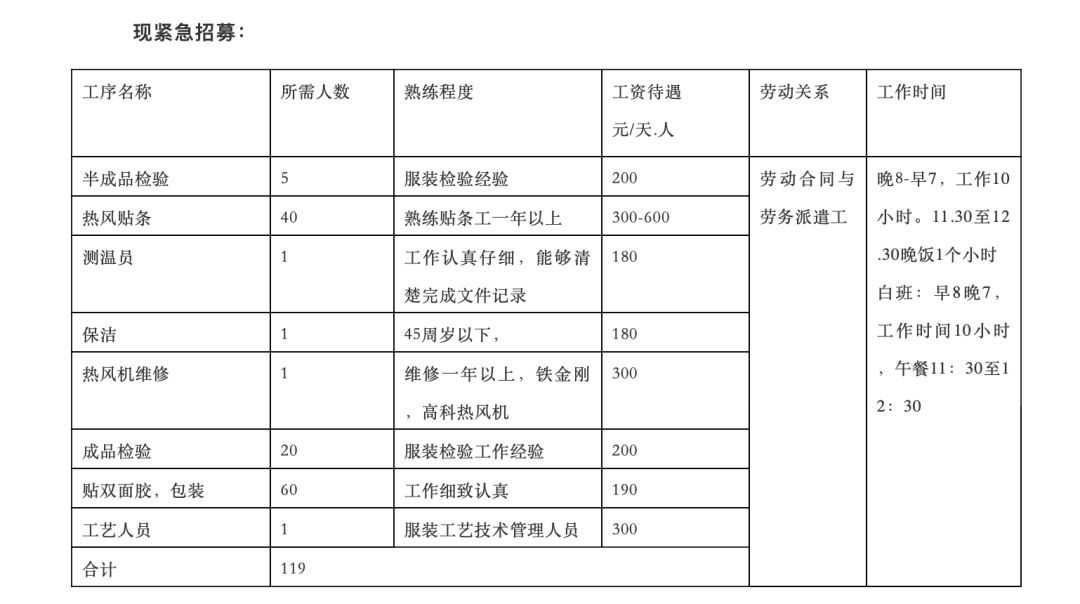 现紧急招募：
工序名称
所需人数
熟练程度
工资待遇
元/天.人
劳动关系
工作时间
半成品检验
5
服装检验经验
200
劳动合同与
劳务派遣工
晚8-早7，工作10
小时。11.30至12
.30晚饭1个小时
白班：早8晚7，
工作时间10小时
，午餐11：30至1
2：30
热风贴条
40
熟练贴条工一年以上
300-600
测温员
1
工作认真仔细，能够清
楚完成文件记录
180
保洁
1
45周岁以下，
180
热风机维修
1
维修一年以上，铁金刚
，高科热风机
300
成品检验
20
服装检验工作经验
200
贴双面胶，包装
60
工作细致认真
190
工艺人员
1
服装工艺技术管理人员
300
合计
119